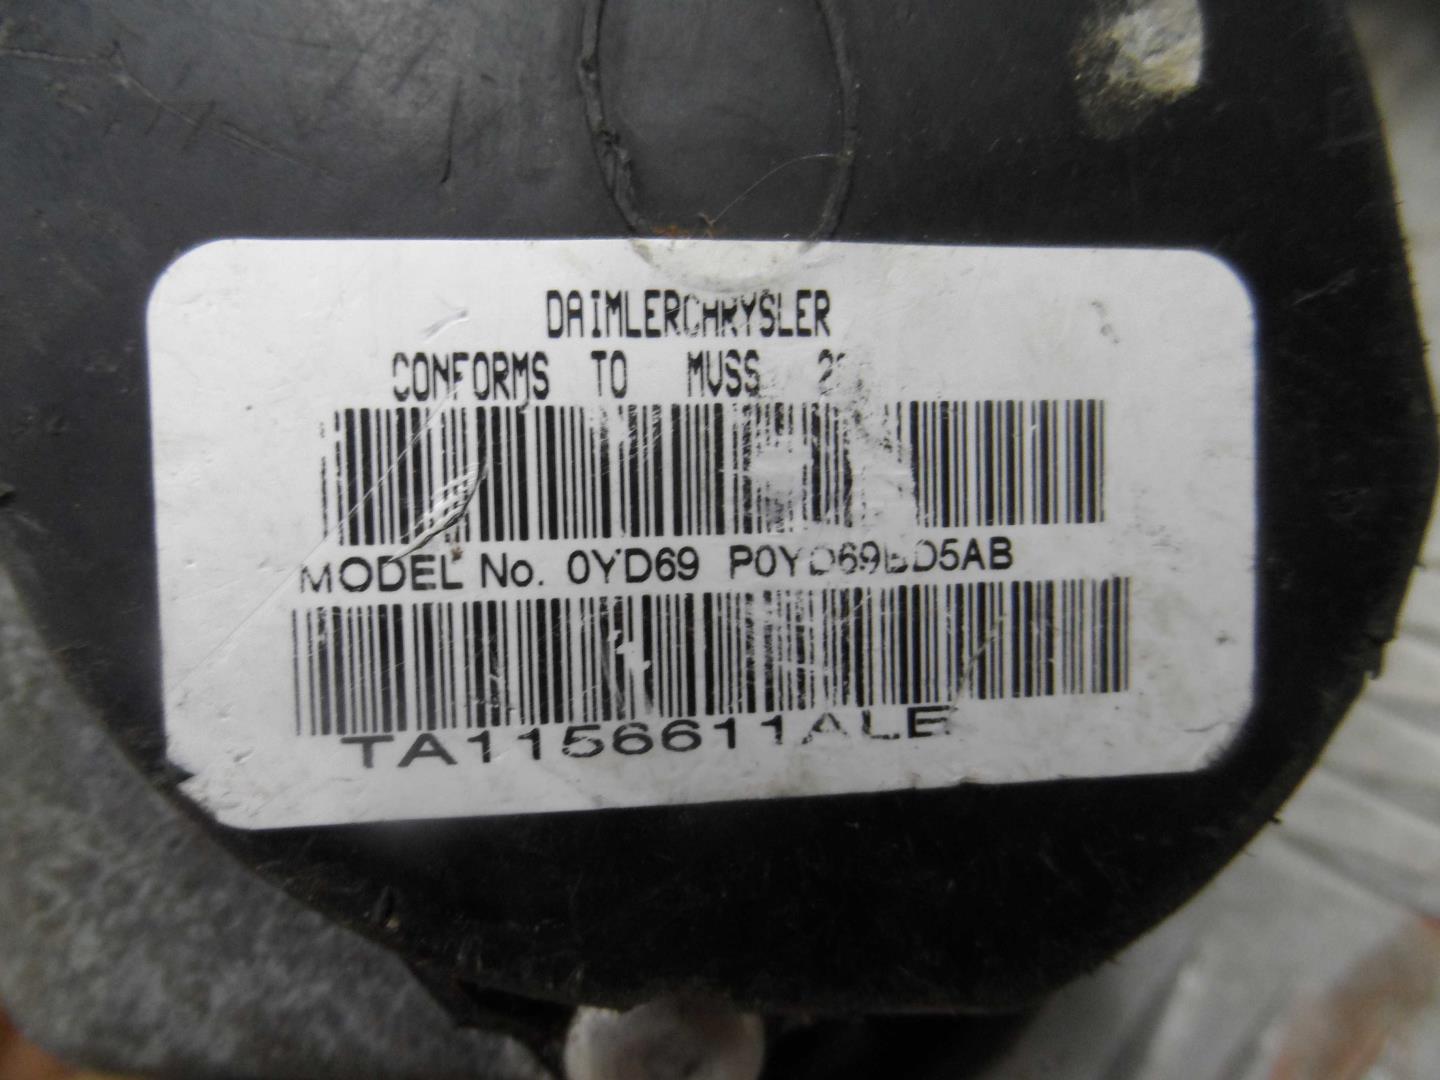 DAIMLERCHRYSLER
CONFORMS TO MVSS
MODEL No. 0YD69 P0YD69BD5AB
TA1156611ALE